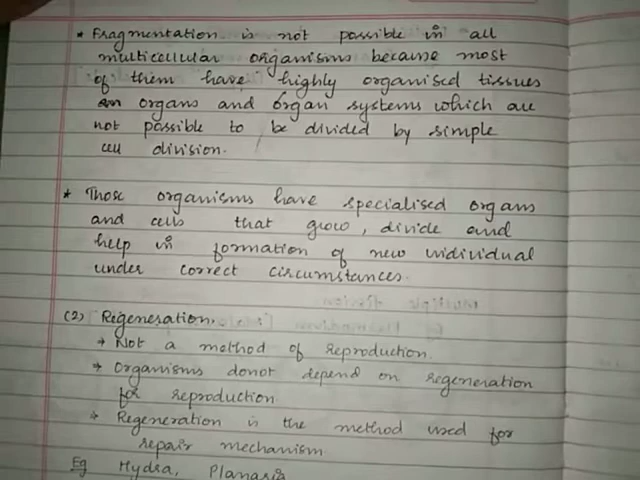 * Fragmentation is not possible in all
multicellular organisms because most
of them have highly organised tissues
organs and organ systems which are
not possible to be divided by simple
cell division.
* Those organisms have specialised organs
and cells that grow, divide and
help in formation of new individual
under correct circumstances.
(2) Regeneration.
→ Not a method of reproduction.
→ Organisms donot depend on regeneration
for reproduction
→ Regeneration is the method used for
repair mechanism
Eg Hydra, Planaria